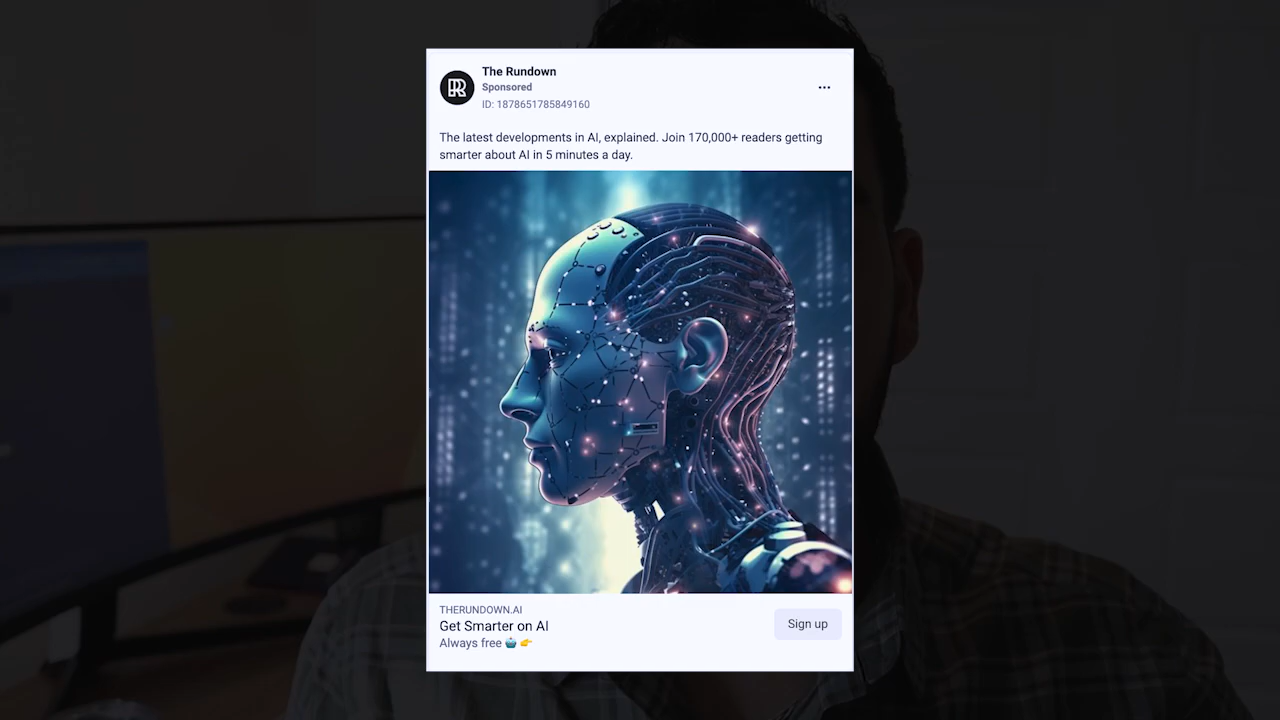 The Rundown
Sponsored
ID: 1878651785849160
The latest developments in AI, explained. Join 170,000+ readers getting
smarter about AI in 5 minutes a day.
THERUNDOWN.AI
Get Smarter on AI
Sign up
Always free 🤖 👉